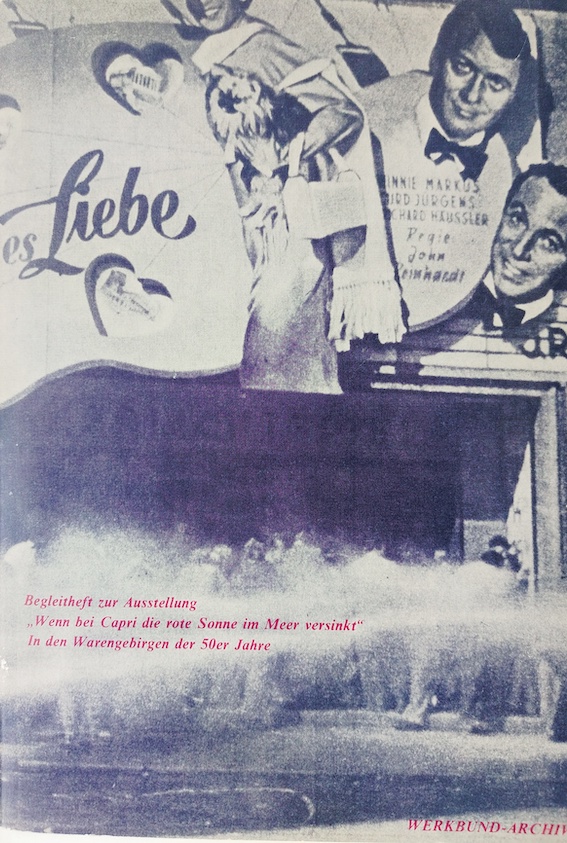 es Liebe
INNIE MARKUS
URD JÜRGENS
CHARD HÄUSSLER
Regie:
John
Reinhardt
Begleitheft zur Ausstellung
„Wenn bei Capri die rote Sonne im Meer versinkt“
In den Warengebirgen der 50er Jahre
WERKBUND-ARCHIV